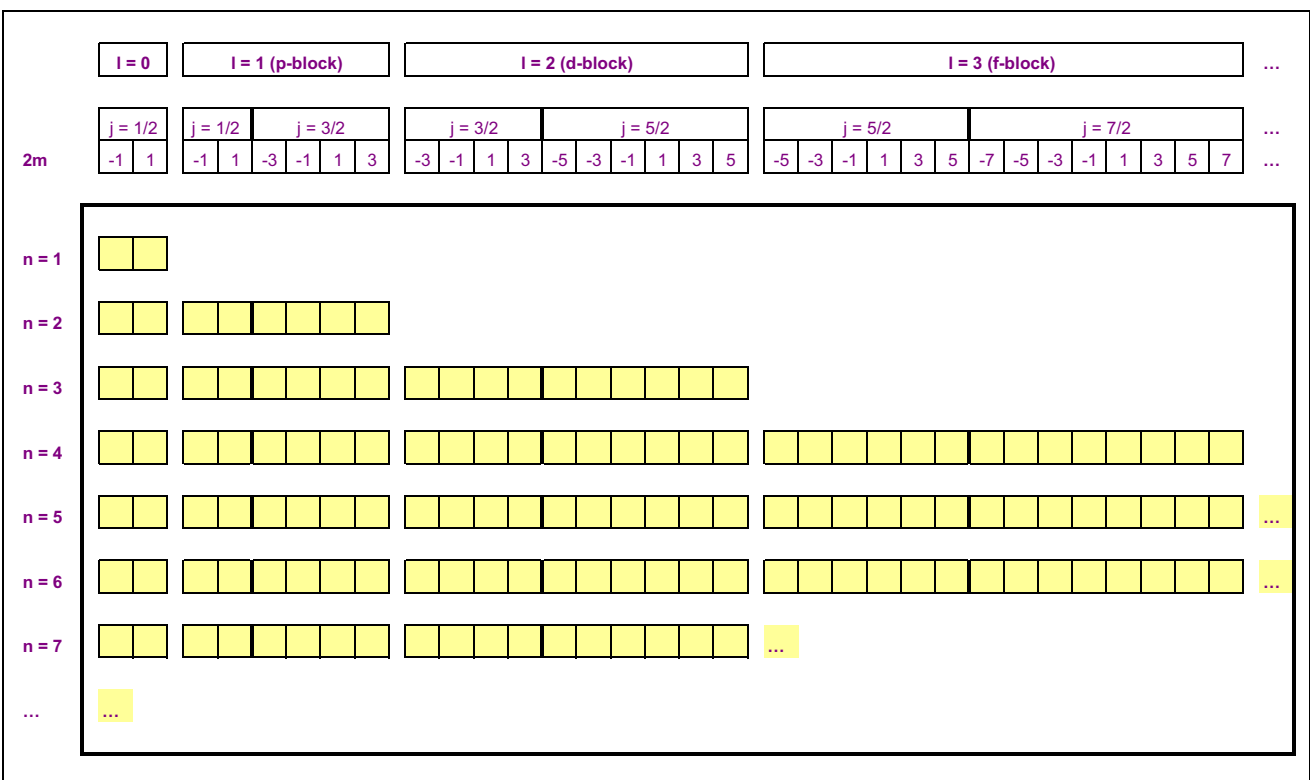 l = 0 l = 1 (p-block) l = 2 (d-block) l = 3 (f-block) …
j = 1/2 j = 1/2 j = 3/2 j = 3/2 j = 5/2 j = 5/2 j = 7/2 …
2m -1 1 -1 1 -3 -1 1 3 -3 -1 1 3 -5 -3 -1 1 3 5 -5 -3 -1 1 3 5 -7 -5 -3 -1 1 3 5 7 …
n = 1
n = 2
n = 3
n = 4
n = 5 …
n = 6 …
n = 7 …
… …